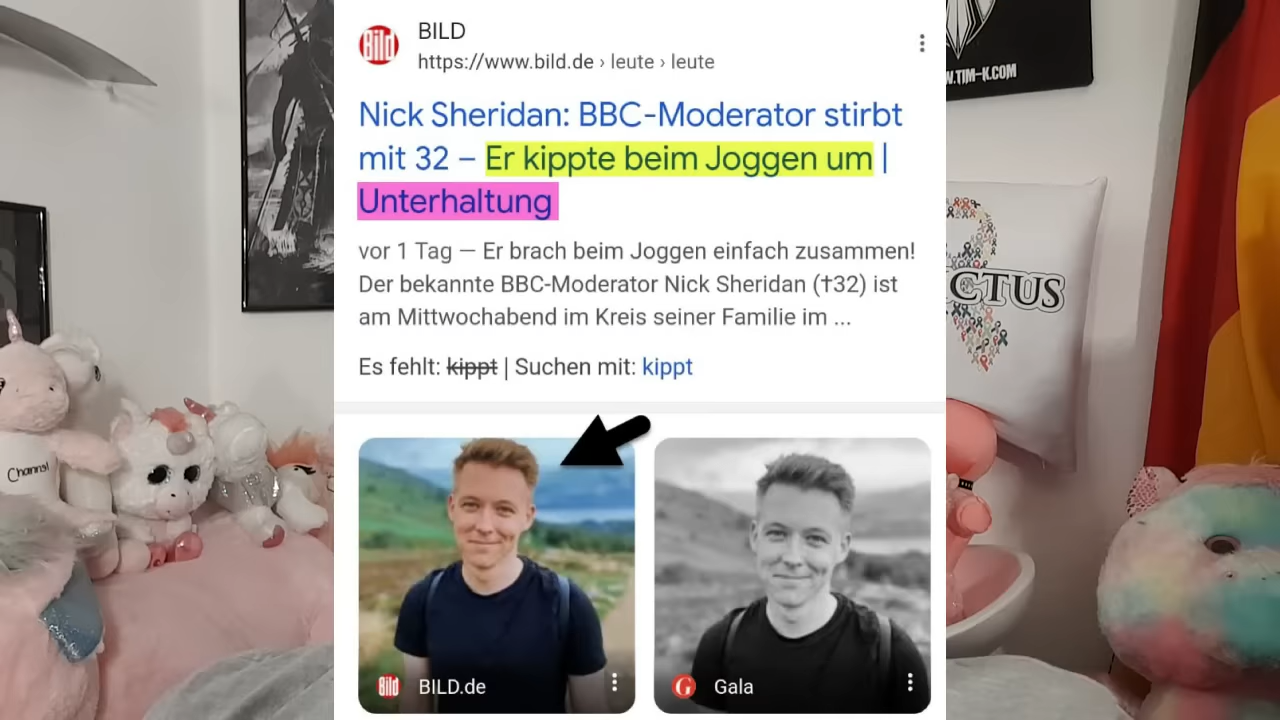 Bild
BILD
https://www.bild.de › leute › leute
Nick Sheridan: BBC-Moderator stirbt
mit 32 – Er kippte beim Joggen um |
Unterhaltung
vor 1 Tag — Er brach beim Joggen einfach zusammen!
Der bekannte BBC-Moderator Nick Sheridan (†32) ist
am Mittwochabend im Kreis seiner Familie im ...
Es fehlt: kippt | Suchen mit: kippt
Bild
BILD.de
G
Gala
Channel
W.TIM-K.COM
CTUS